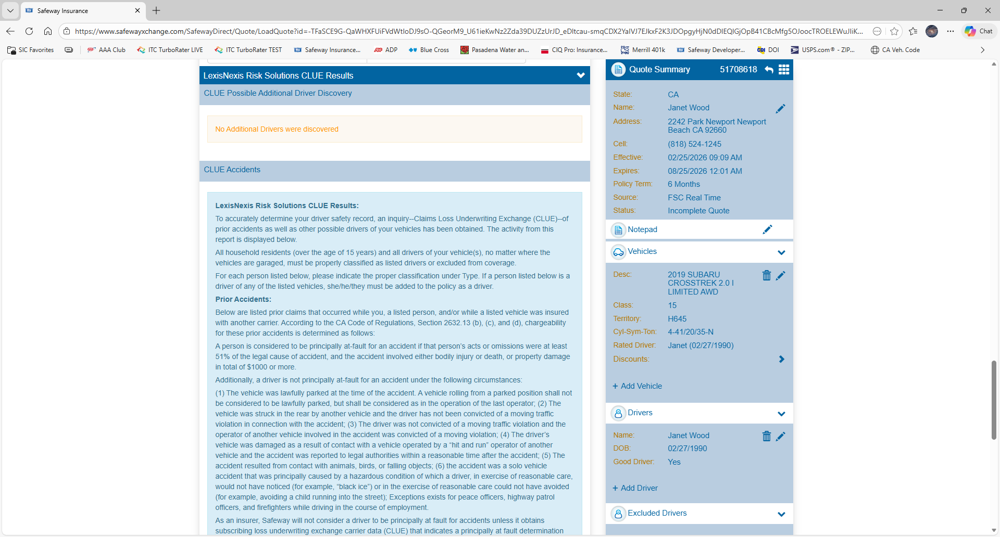 Safeway Insurance
https://www.safewayxchange.com/SafewayDirect/Quote/LoadQuote?id=-TFaSCE9G-QaWHXFUiFVdWtIoDJ9sO-QGeorM9_U61ieKwNz2Zda39DUZzUrJD_eDltcau-smqCDX2YalVJ7EJkxF2K3JDOpgyHjN0dDIEQlGjOpB41CBcMfg5OJoocTROELEWuJIiK...
Chat
SIC Favorites
AAA Club
ITC TurboRater LIVE
ITC TurboRater TEST
Safeway Insurance...
ADP
Blue Cross
Pasadena Water an...
CIQ Pro: Insurance...
Merrill 401k
Safeway Developer...
CDI DOI
USPS.com® - ZIP...
CA Veh. Code
LexisNexis Risk Solutions CLUE Results
CLUE Possible Additional Driver Discovery
No Additional Drivers were discovered
CLUE Accidents
LexisNexis Risk Solutions CLUE Results:
To accurately determine your driver safety record, an inquiry--Claims Loss Underwriting Exchange (CLUE)--of
prior accidents as well as other possible drivers of your vehicles has been obtained. The activity from this
report is displayed below.
All household residents (over the age of 15 years) and all drivers of your vehicle(s), no matter where the
vehicles are garaged, must be properly classified as listed drivers or excluded from coverage.
For each person listed below, please indicate the proper classification under Type. If a person listed below is a
driver of any of the listed vehicles, she/he/they must be added to the policy as a driver.
Prior Accidents:
Below are listed prior claims that occurred while you, a listed person, and/or while a listed vehicle was insured
with another carrier. According to the CA Code of Regulations, Section 2632.13 (b), (c), and (d), chargeability
for these prior accidents is determined as follows:
A person is considered to be principally at-fault for an accident if that person's acts or omissions were at least
51% of the legal cause of accident, and the accident involved either bodily injury or death, or property damage
in total of $1000 or more.
Additionally, a driver is not principally at-fault for an accident under the following circumstances:
(1) The vehicle was lawfully parked at the time of the accident. A vehicle rolling from a parked position shall not
be considered to be lawfully parked, but shall be considered as in the operation of the last operator; (2) The
vehicle was struck in the rear by another vehicle and the driver has not been convicted of a moving traffic
violation in connection with the accident; (3) The driver was not convicted of a moving traffic violation and the
operator of another vehicle involved in the accident was convicted of a moving violation; (4) The driver's
vehicle was damaged as a result of contact with a vehicle operated by a “hit and run” operator of another
vehicle and the accident was reported to legal authorities within a reasonable time after the accident; (5) The
accident resulted from contact with animals, birds, or falling objects; (6) the accident was a solo vehicle
accident that was principally caused by a hazardous condition of which a driver, in exercise of reasonable care,
would not have noticed (for example, “black ice”) or in the exercise of reasonable care could not have avoided
(for example, avoiding a child running into the street); Exceptions exists for peace officers, highway patrol
officers, and firefighters while driving in the course of employment.
As an insurer, Safeway will not consider a driver to be principally at fault for accidents unless it obtains
subscribing loss underwriting exchange carrier data (CLUE) that indicates a principally at fault determination
Quote Summary 51708618
State: CA
Name: Janet Wood
Address: 2242 Park Newport Newport
Beach CA 92660
Cell: (818) 524-1245
Effective: 02/25/2026 09:09 AM
Expires: 08/25/2026 12:01 AM
Policy Term: 6 Months
Source: FSC Real Time
Status: Incomplete Quote
Notepad
Vehicles
Desc: 2019 SUBARU
CROSSTREK 2.0 I
LIMITED AWD
Class: 15
Territory: H645
Cyl-Sym-Ton: 4-41/20/35-N
Rated Driver: Janet (02/27/1990)
Discounts:
+ Add Vehicle
Drivers
Name: Janet Wood
DOB: 02/27/1990
Good Driver: Yes
+ Add Driver
Excluded Drivers